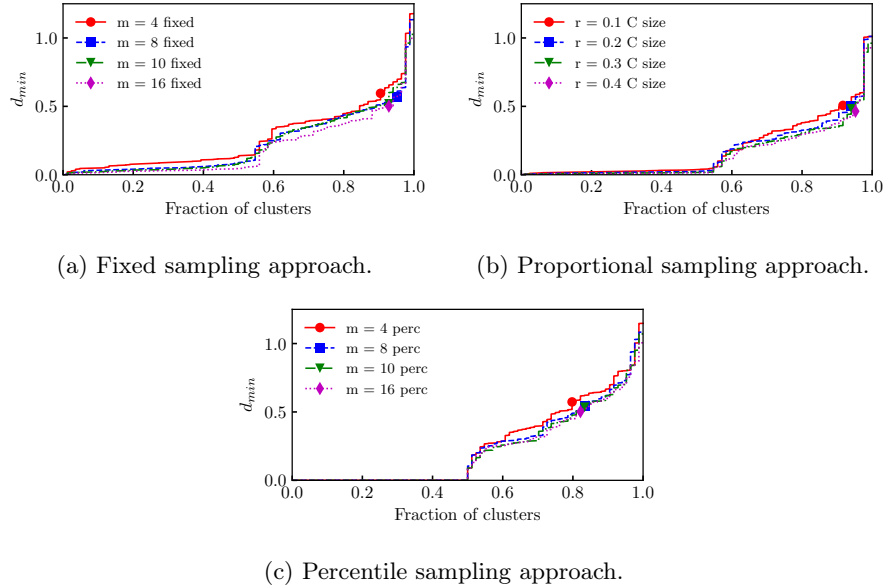 m = 4 fixed
m = 8 fixed
m = 10 fixed
m = 16 fixed
d_min
0.0
0.5
1.0
0.0 0.2 0.4 0.6 0.8 1.0
Fraction of clusters
(a) Fixed sampling approach.
r = 0.1 C size
r = 0.2 C size
r = 0.3 C size
r = 0.4 C size
d_min
0.0
0.5
1.0
0.0 0.2 0.4 0.6 0.8 1.0
Fraction of clusters
(b) Proportional sampling approach.
m = 4 perc
m = 8 perc
m = 10 perc
m = 16 perc
d_min
0.0
0.5
1.0
0.0 0.2 0.4 0.6 0.8 1.0
Fraction of clusters
(c) Percentile sampling approach.